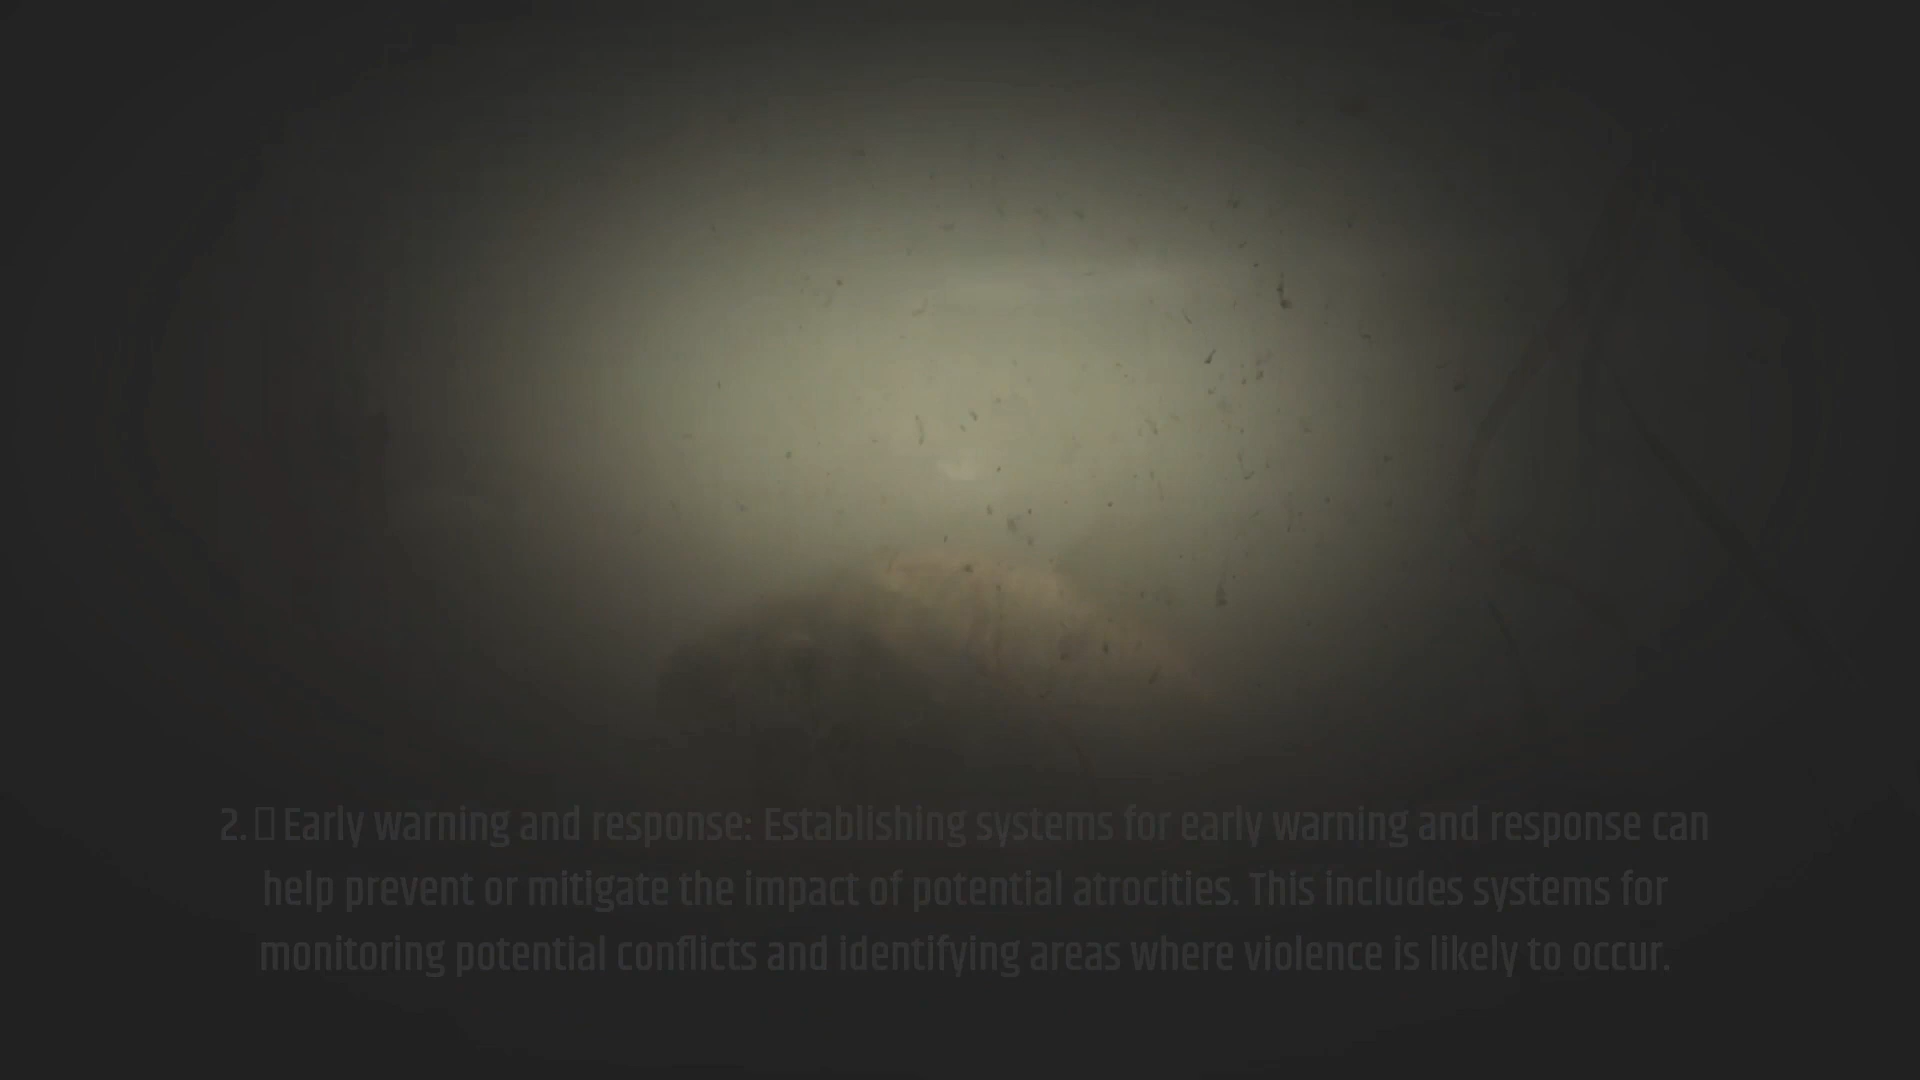 2. Early warning and response: Establishing systems for early warning and response can
help prevent or mitigate the impact of potential atrocities. This includes systems for
monitoring potential conflicts and identifying areas where violence is likely to occur.